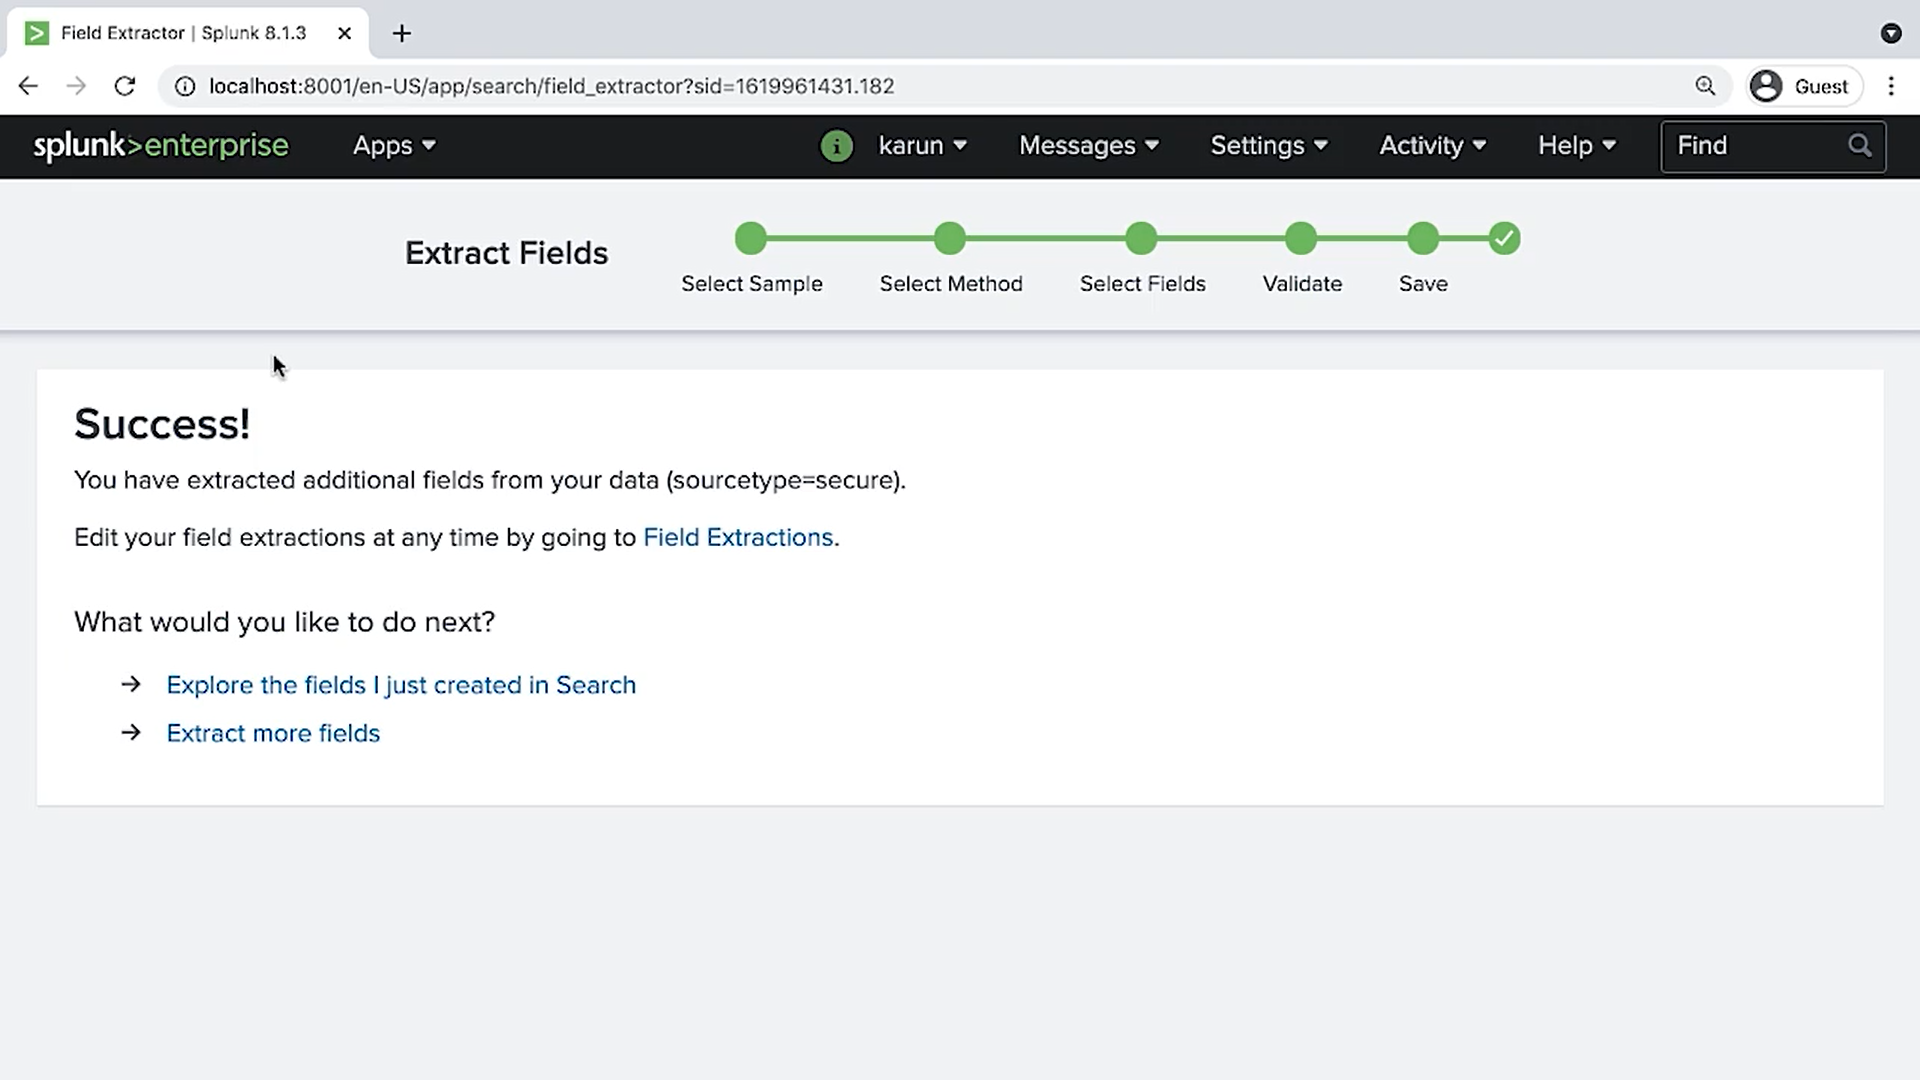 Field Extractor | Splunk 8.1.3
localhost:8001/en-US/app/search/field_extractor?sid=1619961431.182
Guest
splunk>enterprise
Apps
i
karun
Messages
Settings
Activity
Help
Find
Extract Fields
Select Sample
Select Method
Select Fields
Validate
Save
Success!
You have extracted additional fields from your data (sourcetype=secure).
Edit your field extractions at any time by going to Field Extractions.
What would you like to do next?
→ Explore the fields I just created in Search
→ Extract more fields